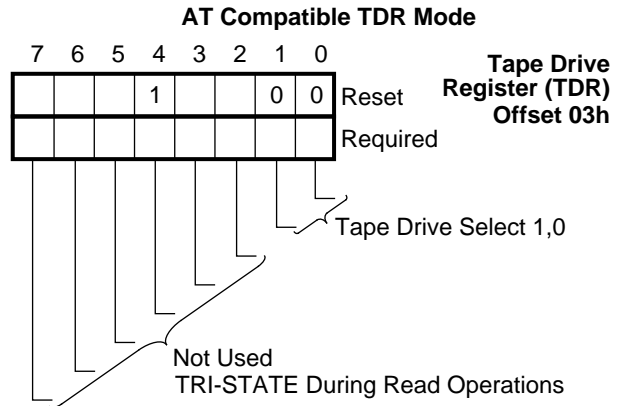 AT Compatible TDR Mode
7 6 5 4 3 2 1 0
Tape Drive
Register (TDR)
Offset 03h
1 0 0 Reset
Required
Tape Drive Select 1,0
Not Used
TRI-STATE During Read Operations